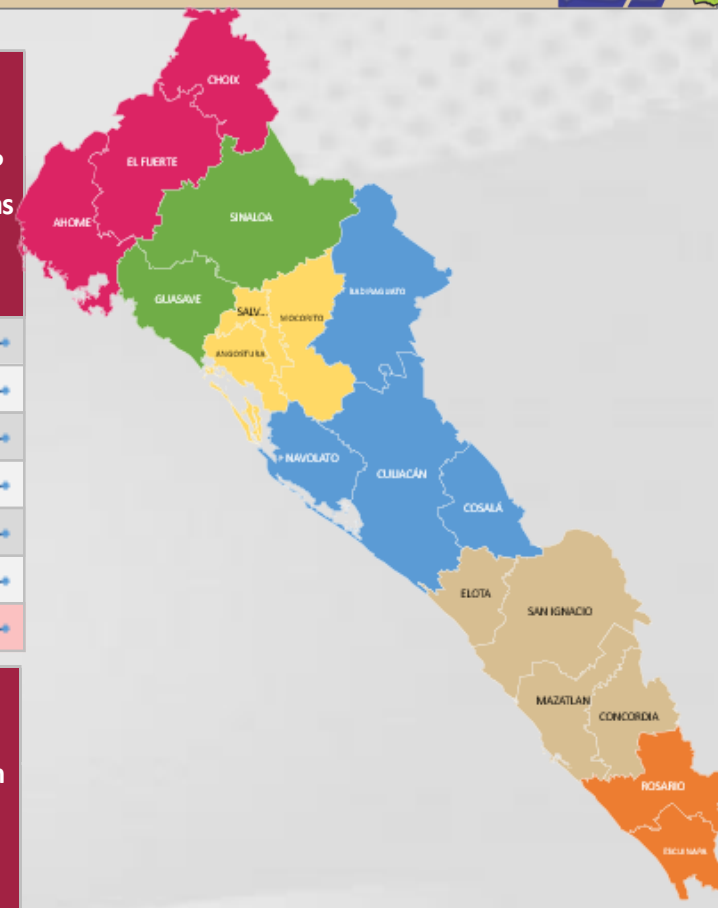 CHOIX
EL FUERTE
AHOME
SINALOA
GUASAVE
BADIRAGUATO
SALV...
MOCORITO
ANGOSTURA
NAVOLATO
CULIACÁN
COSALÁ
ELOTA
SAN IGNACIO
MAZATLAN
CONCORDIA
ROSARIO
ESCUINAPA